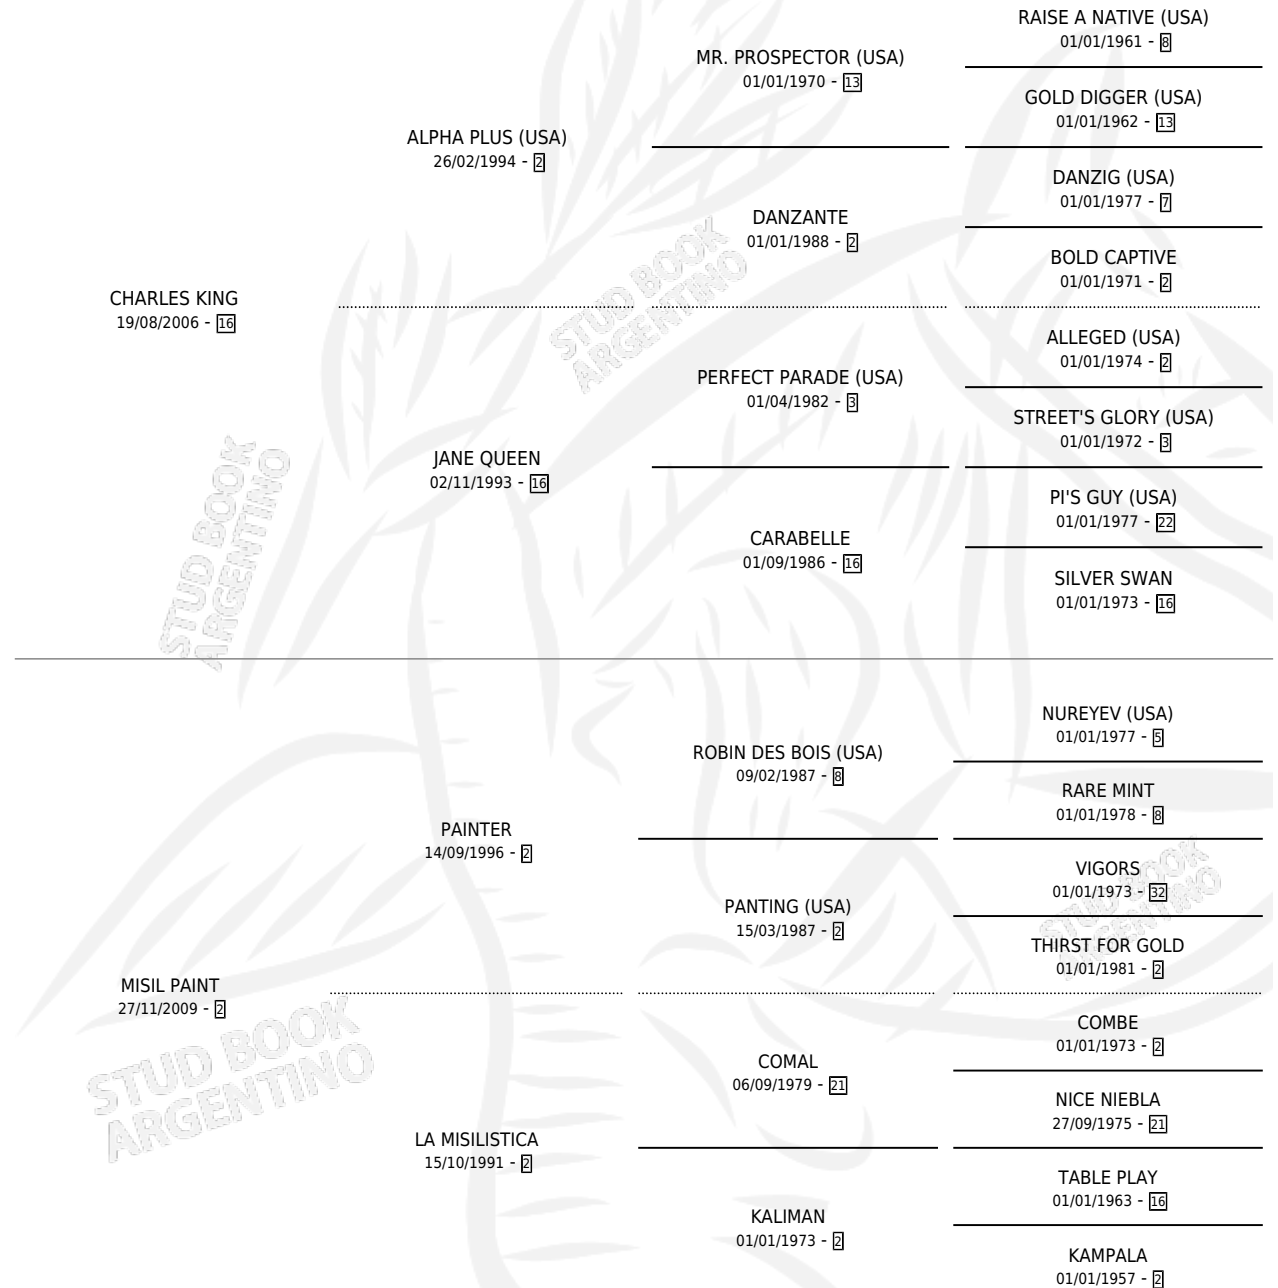 RAISE A NATIVE (USA)
01/01/1961 - 8
MR. PROSPECTOR (USA)
01/01/1970 - 13
GOLD DIGGER (USA)
01/01/1962 - 13
ALPHA PLUS (USA)
26/02/1994 - 2
DANZIG (USA)
01/01/1977 - 7
DANZANTE
01/01/1988 - 2
BOLD CAPTIVE
01/01/1971 - 2
CHARLES KING
19/08/2006 - 16
ALLEGED (USA)
01/01/1974 - 2
PERFECT PARADE (USA)
01/04/1982 - 3
STREET'S GLORY (USA)
01/01/1972 - 3
JANE QUEEN
02/11/1993 - 16
PI'S GUY (USA)
01/01/1977 - 22
CARABELLE
01/09/1986 - 16
SILVER SWAN
01/01/1973 - 16
NUREYEV (USA)
01/01/1977 - 5
ROBIN DES BOIS (USA)
09/02/1987 - 8
RARE MINT
01/01/1978 - 8
PAINTER
14/09/1996 - 2
VIGORS
01/01/1973 - 32
PANTING (USA)
15/03/1987 - 2
THIRST FOR GOLD
01/01/1981 - 2
MISIL PAINT
27/11/2009 - 2
COMBE
01/01/1973 - 2
COMAL
06/09/1979 - 21
NICE NIEBLA
27/09/1975 - 21
LA MISILISTICA
15/10/1991 - 2
TABLE PLAY
01/01/1963 - 16
KALIMAN
01/01/1973 - 2
KAMPALA
01/01/1957 - 2
STUD BOOK
ARGENTINO
STUD BOOK
ARGENTINO
STUD BOOK
ARGENTINO
STUD BOOK
ARGENTINO